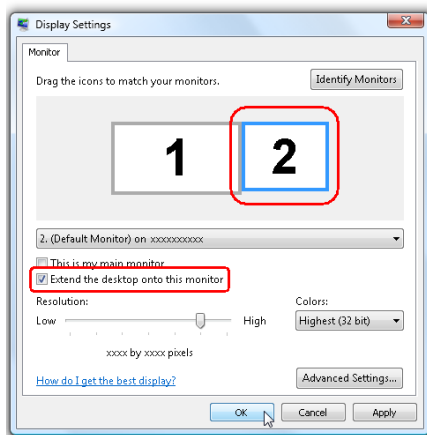 Display Settings
Monitor
Drag the icons to match your monitors.
Identify Monitors
1
2
2. (Default Monitor) on xxxxxxxxxx
This is my main monitor
Extend the desktop onto this monitor
Resolution:
Colors:
Low
High
Highest (32 bit)
xxxx by xxxx pixels
How do I get the best display?
Advanced Settings...
OK
Cancel
Apply